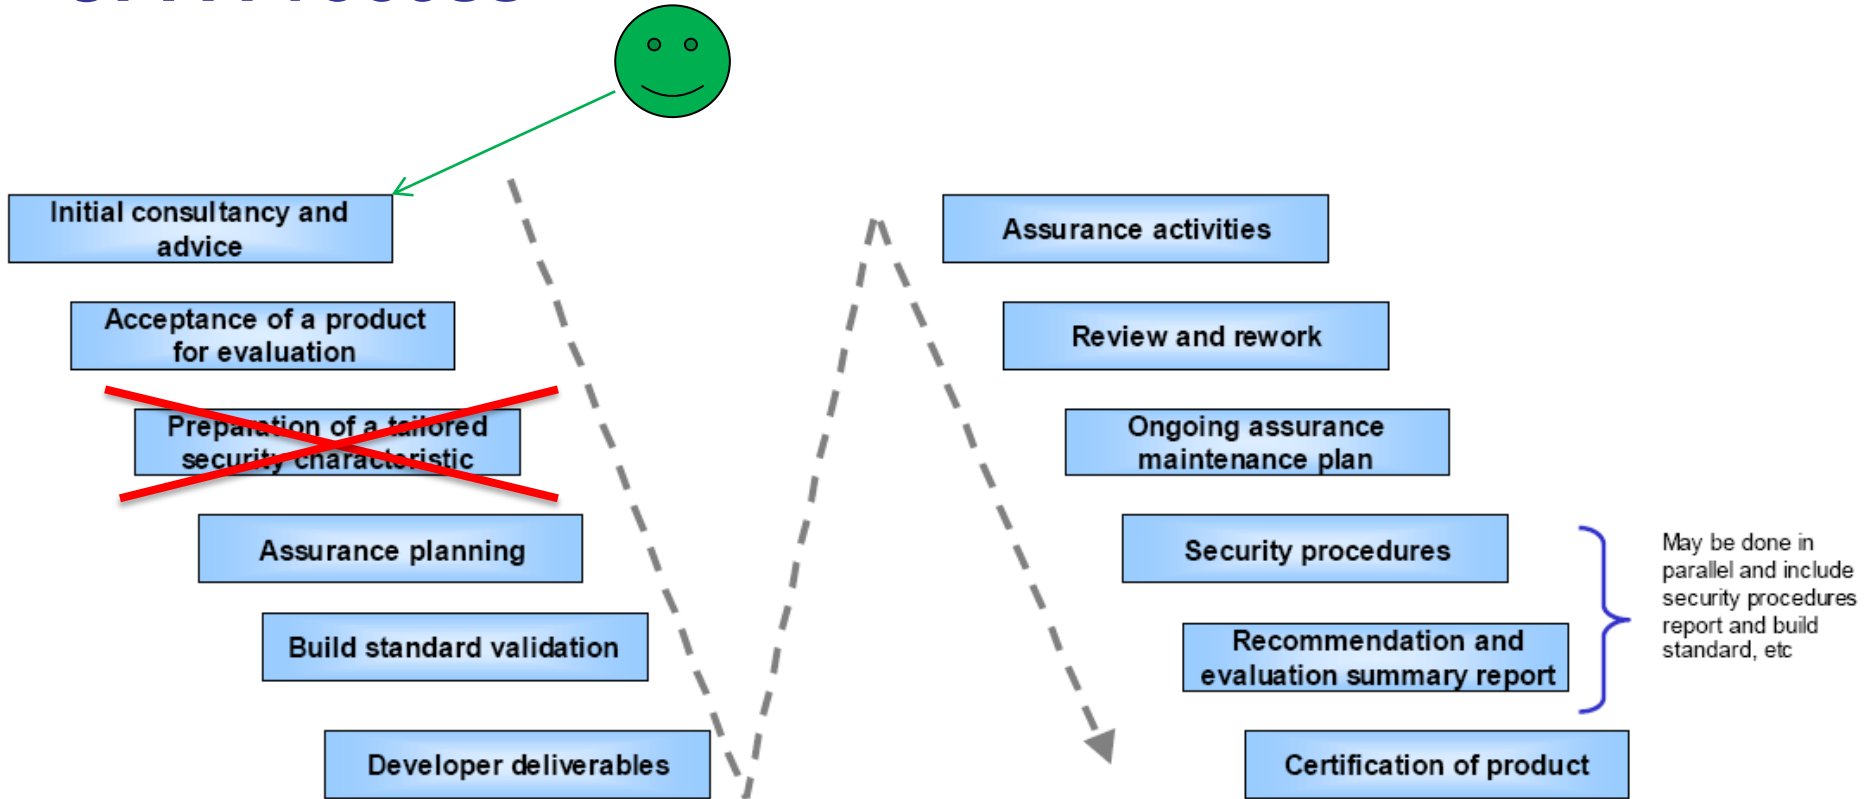 Initial consultancy and
advice
Acceptance of a product
for evaluation
Preparation of a tailored
security characteristic
Assurance planning
Build standard validation
Developer deliverables
Assurance activities
Review and rework
Ongoing assurance
maintenance plan
Security procedures
Recommendation and
evaluation summary report
Certification of product
May be done in
parallel and include
security procedures
report and build
standard, etc